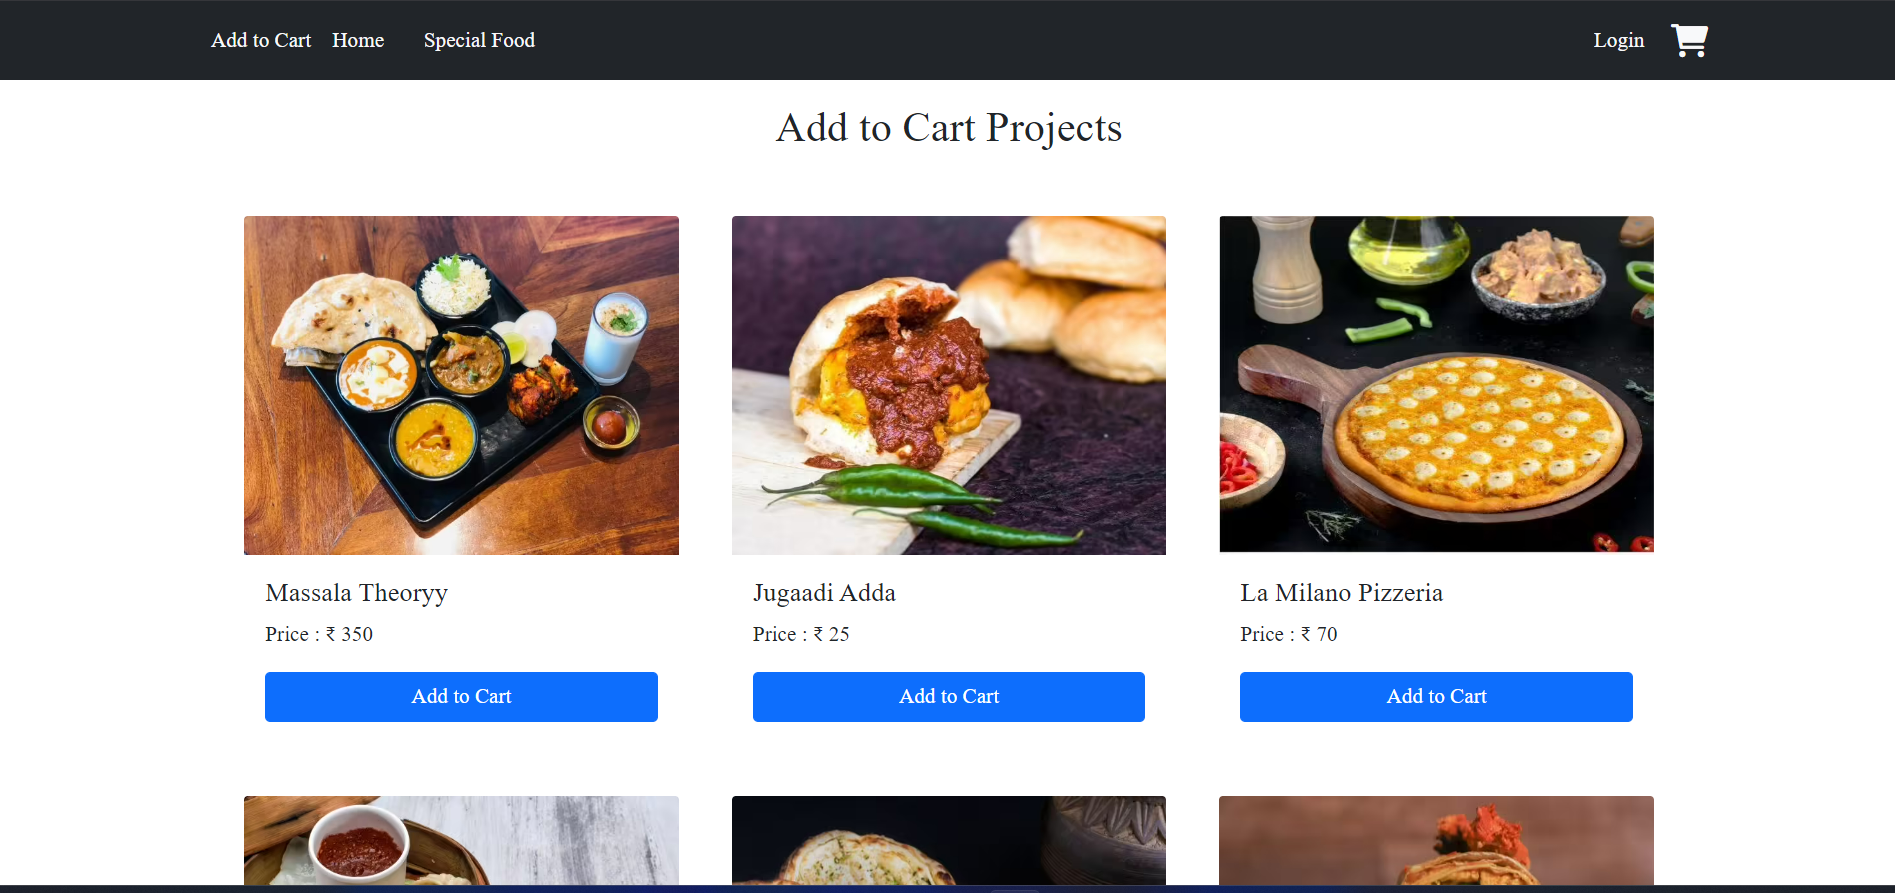 Add to Cart Home Special Food Login
Add to Cart Projects
Massala Theoryy
Price : ₹ 350
Add to Cart
Jugaadi Adda
Price : ₹ 25
Add to Cart
La Milano Pizzeria
Price : ₹ 70
Add to Cart